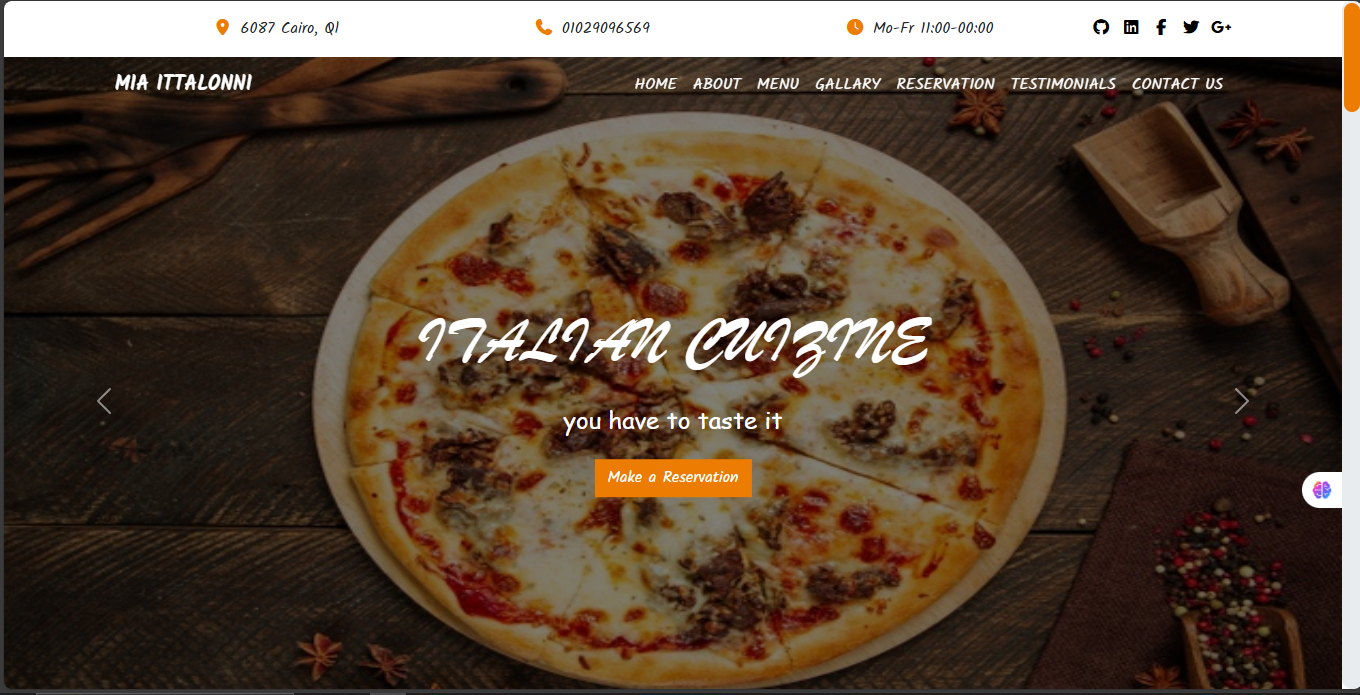 6087 Cairo, Ql 01029096569 Mo-Fr 11:00-00:00
MIA ITTALONNI HOME ABOUT MENU GALLARY RESERVATION TESTIMONIALS CONTACT US
ITALIAN CUIZINE
you have to taste it
Make a Reservation